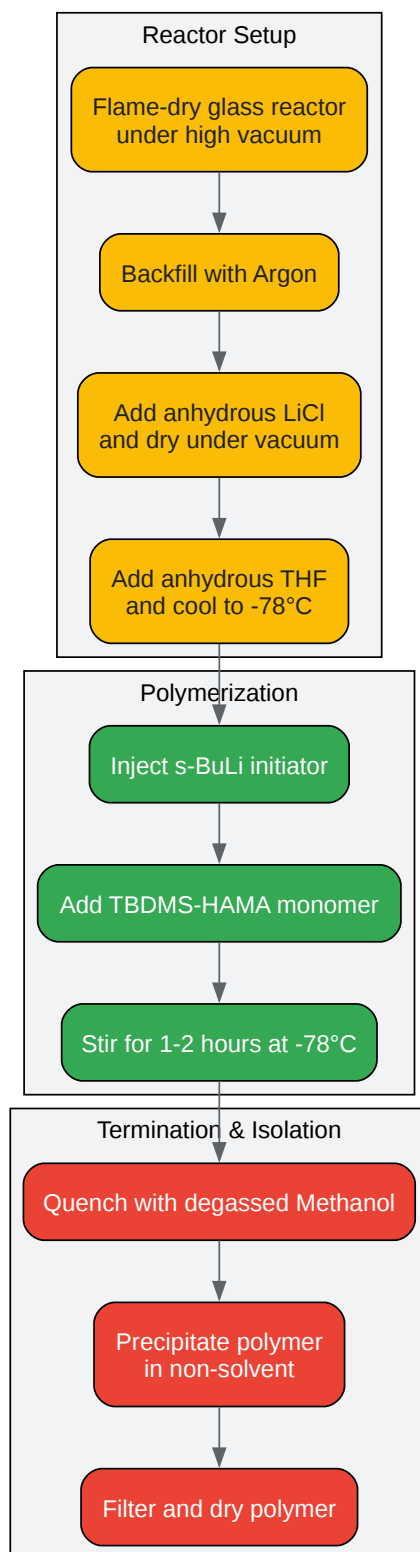 Reactor Setup
Flame-dry glass reactor
under high vacuum
Backfill with Argon
Add anhydrous LiCl
and dry under vacuum
Add anhydrous THF
and cool to -78°C
Polymerization
Inject s-BuLi initiator
Add TBDMS-HAMA monomer
Stir for 1-2 hours at -78°C
Termination & Isolation
Quench with degassed Methanol
Precipitate polymer
in non-solvent
Filter and dry polymer